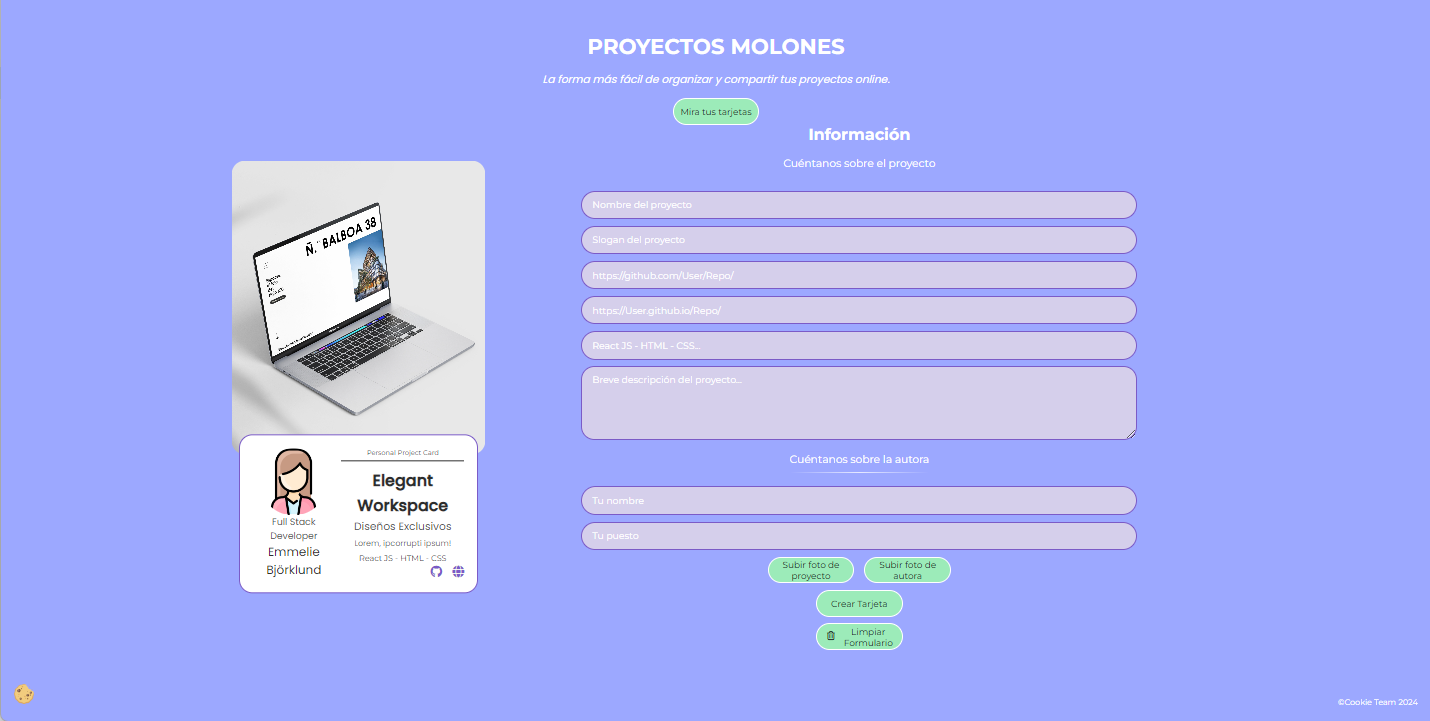 PROYECTOS MOLONES
La forma más fácil de organizar y compartir tus proyectos online.
Mira tus tarjetas
Ñ.º BALBOA 38
Personal Project Card
Elegant
Workspace
Diseños Exclusivos
Lorem, ipcorrupti ipsum!
React JS - HTML - CSS
Full Stack
Developer
Emmelie
Björklund
Información
Cuéntanos sobre el proyecto
Nombre del proyecto
Slogan del proyecto
https://github.com/User/Repo/
https://User.github.io/Repo/
React JS - HTML - CSS...
Breve descripción del proyecto...
Cuéntanos sobre la autora
Tu nombre
Tu puesto
Subir foto de
proyecto
Subir foto de
autora
Crear Tarjeta
Limpiar
Formulario
©Cookie Team 2024